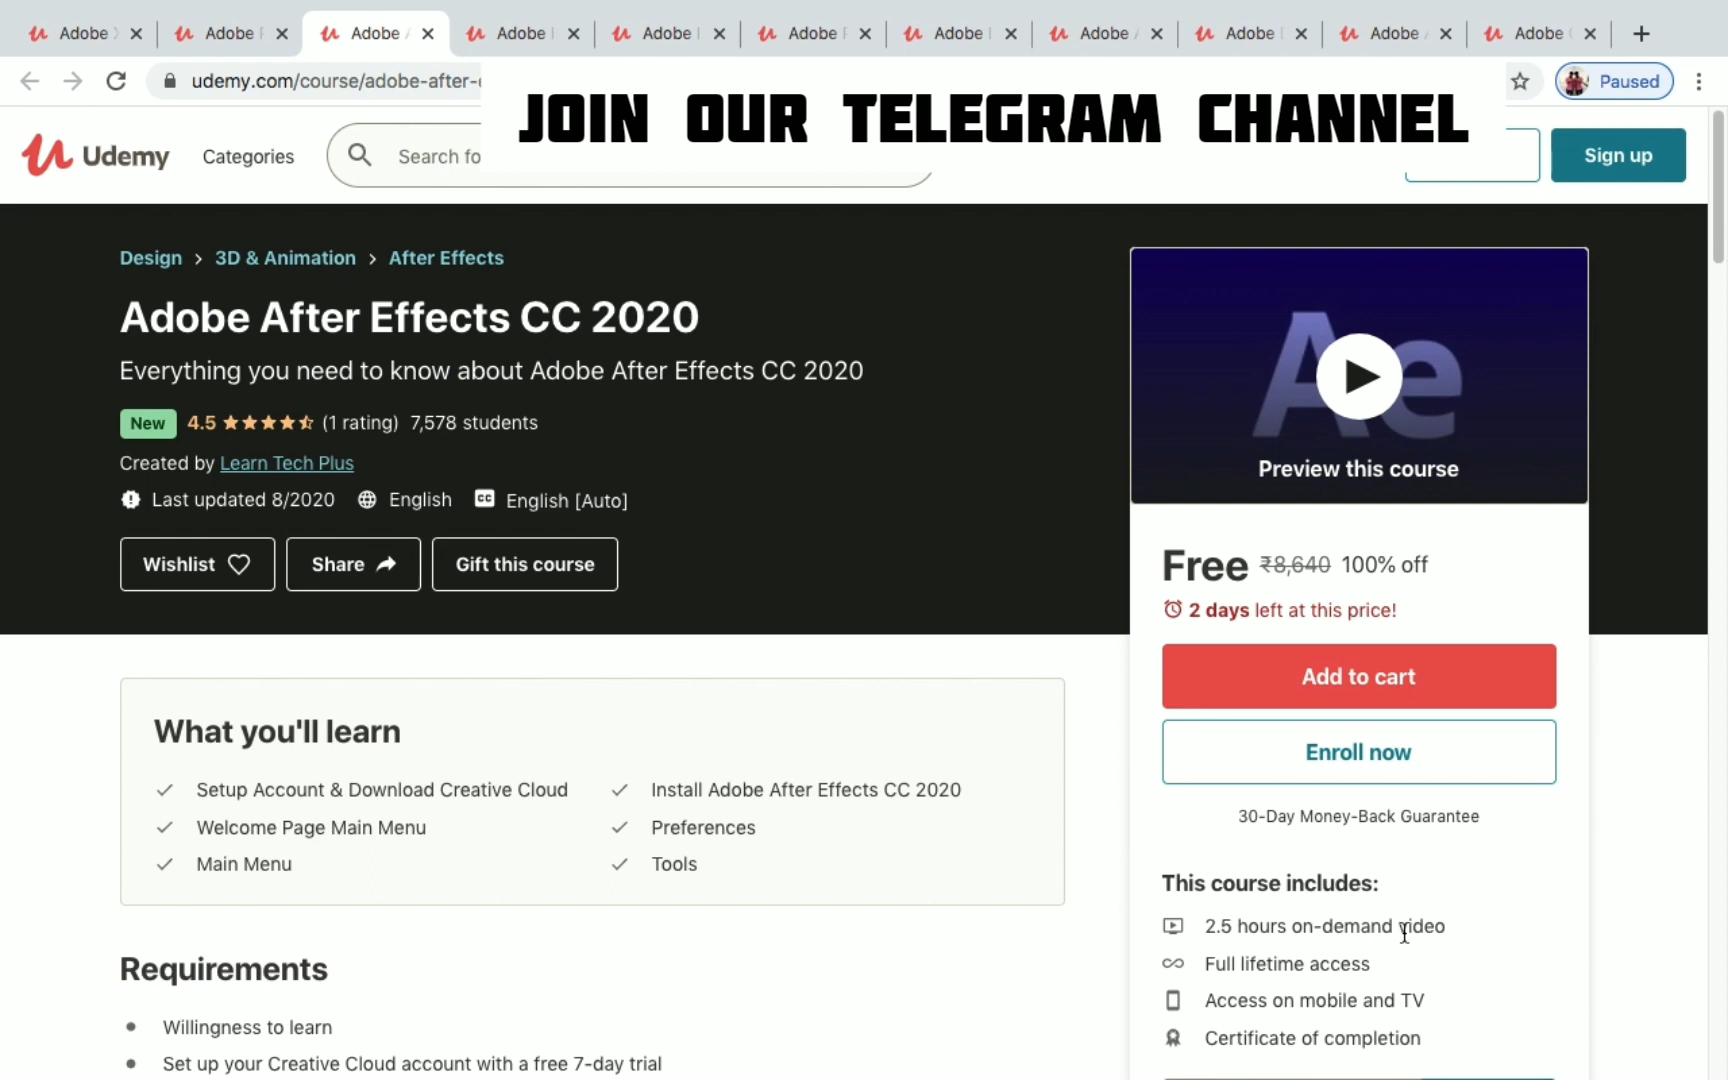 Adobe
Adobe
Adobe
Adobe
Adobe
Adobe
Adobe
Adobe
Adobe
Adobe
Adobe
udemy.com/course/adobe-after-
Paused
JOIN OUR TELEGRAM CHANNEL
Udemy
Categories
Search fo
Sign up
Design > 3D & Animation > After Effects
Adobe After Effects CC 2020
Everything you need to know about Adobe After Effects CC 2020
New 4.5 (1 rating) 7,578 students
Created by Learn Tech Plus
Last updated 8/2020 English CC English [Auto]
Wishlist
Share
Gift this course
Ae
Preview this course
Free ₹8,640 100% off
2 days left at this price!
Add to cart
Enroll now
30-Day Money-Back Guarantee
This course includes:
2.5 hours on-demand video
Full lifetime access
Access on mobile and TV
Certificate of completion
What you'll learn
Setup Account & Download Creative Cloud
Install Adobe After Effects CC 2020
Welcome Page Main Menu
Preferences
Main Menu
Tools
Requirements
Willingness to learn
Set up your Creative Cloud account with a free 7-day trial